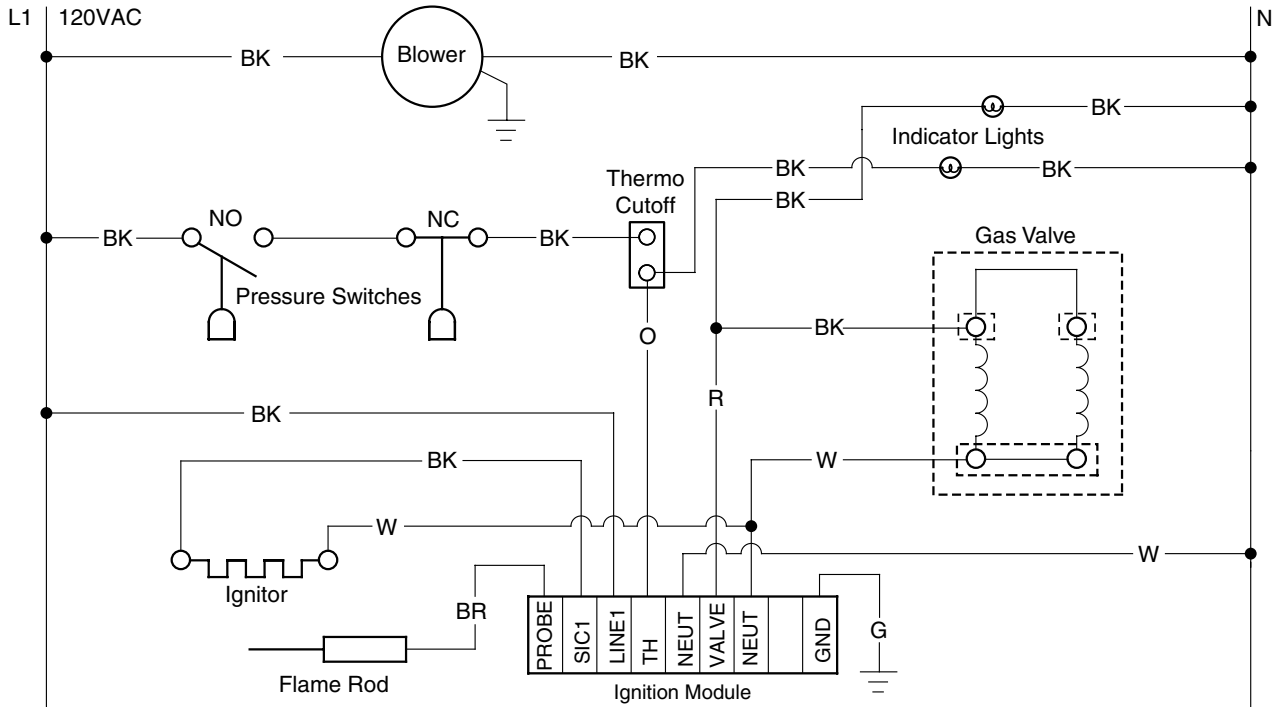 L1 120VAC N
BK Blower BK
BK
Indicator Lights
BK BK
Thermo
Cutoff
BK
NO NC
BK BK
Gas Valve
Pressure Switches
O BK
R
BK
BK W
W W
Ignitor
BR
PROBE SIC1 LINE1 TH NEUT VALVE NEUT GND
G
Flame Rod
Ignition Module